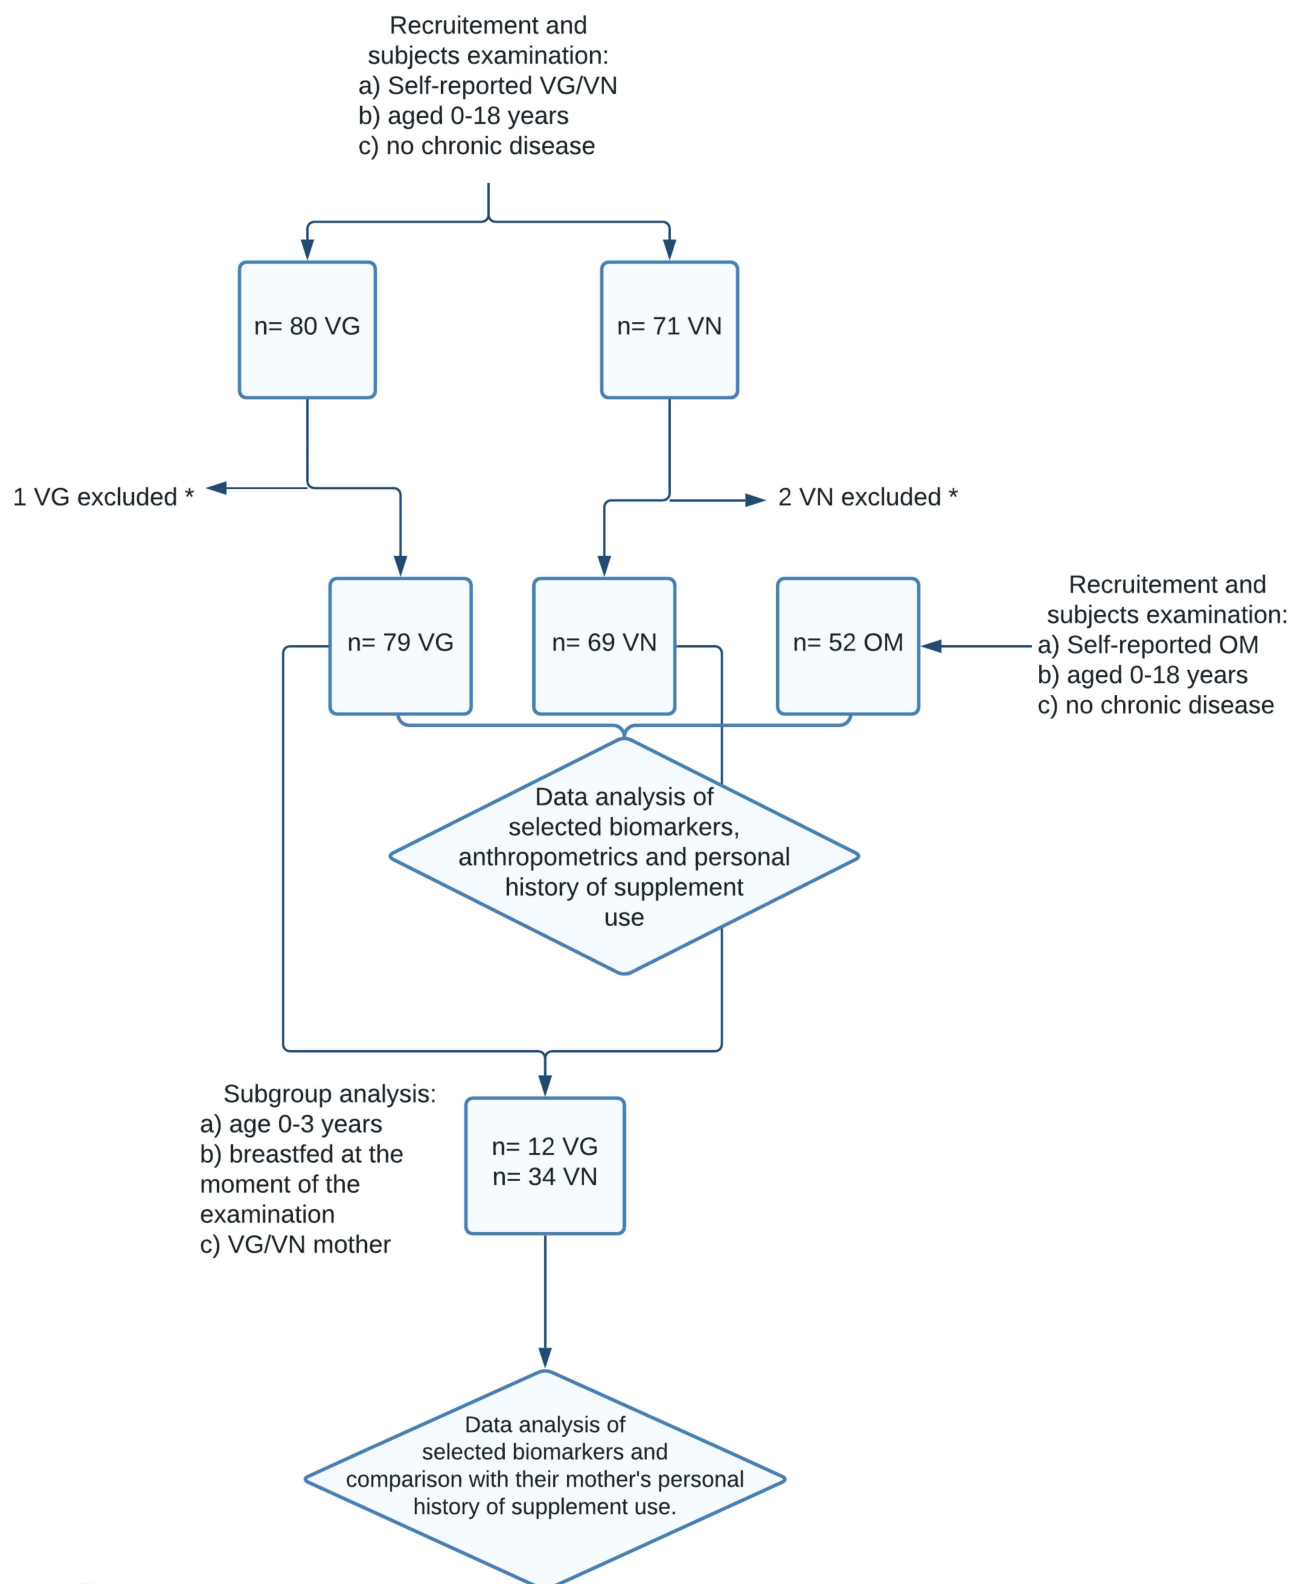 Recruitement and
subjects examination:
a) Self-reported VG/VN
b) aged 0-18 years
c) no chronic disease
n= 80 VG
n= 71 VN
1 VG excluded *
2 VN excluded *
n= 79 VG
n= 69 VN
n= 52 OM
Recruitement and
subjects examination:
a) Self-reported OM
b) aged 0-18 years
c) no chronic disease
Data analysis of
selected biomarkers,
anthropometrics and personal
history of supplement
use
Subgroup analysis:
a) age 0-3 years
b) breastfed at the
moment of the
examination
c) VG/VN mother
n= 12 VG
n= 34 VN
Data analysis of
selected biomarkers and
comparison with their mother's personal
history of supplement use.